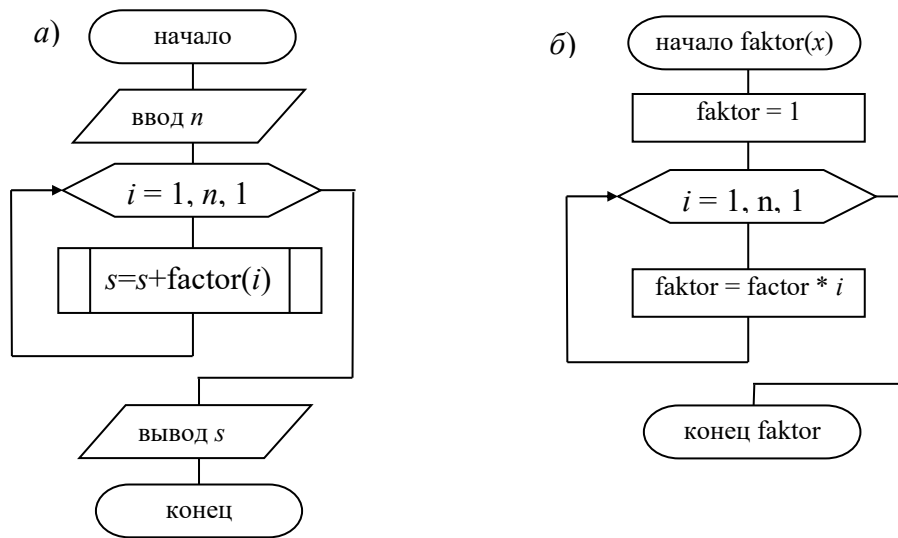 а)
начало
ввод n
i = 1, n, 1
s=s+factor(i)
вывод s
конец
б)
начало faktor(x)
faktor = 1
i = 1, n, 1
faktor = factor * i
конец faktor